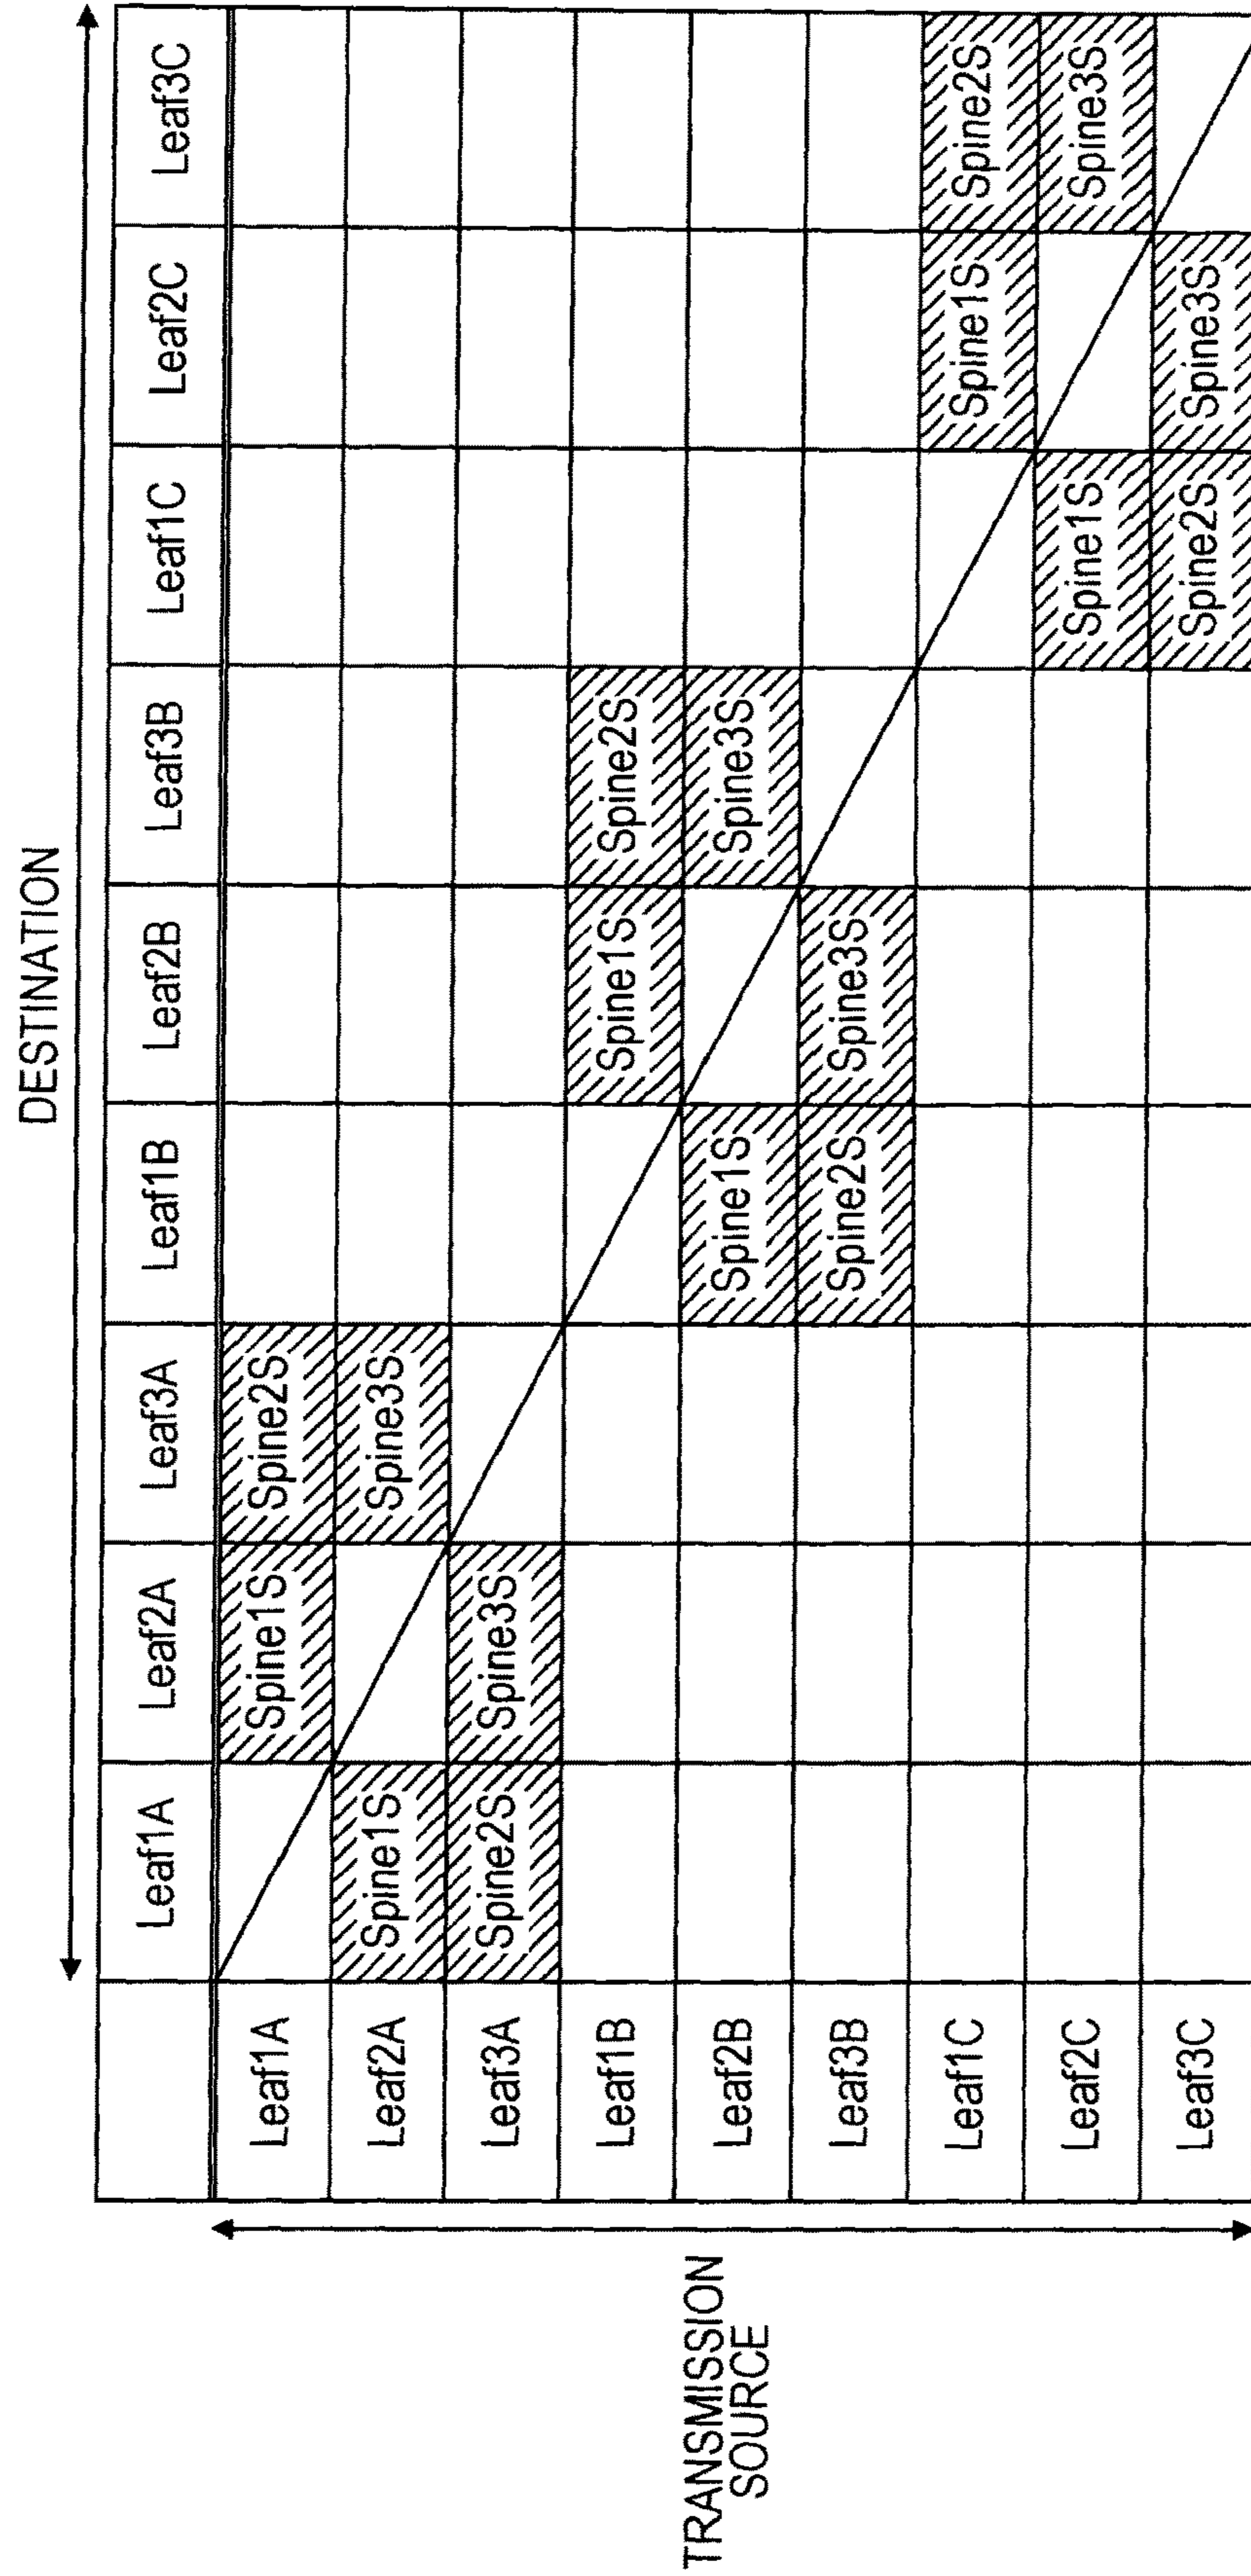 DESTINATION
Leaf1A Leaf2A Leaf3A Leaf1B Leaf2B Leaf3B Leaf1C Leaf2C Leaf3C
TRANSMISSION
SOURCE
Leaf1A Spine1S Spine2S
Leaf2A Spine1S Spine3S
Leaf3A Spine2S Spine3S
Leaf1B Spine1S Spine2S
Leaf2B Spine1S Spine3S
Leaf3B Spine2S Spine3S
Leaf1C Spine1S Spine2S
Leaf2C Spine1S Spine3S
Leaf3C Spine2S Spine3S